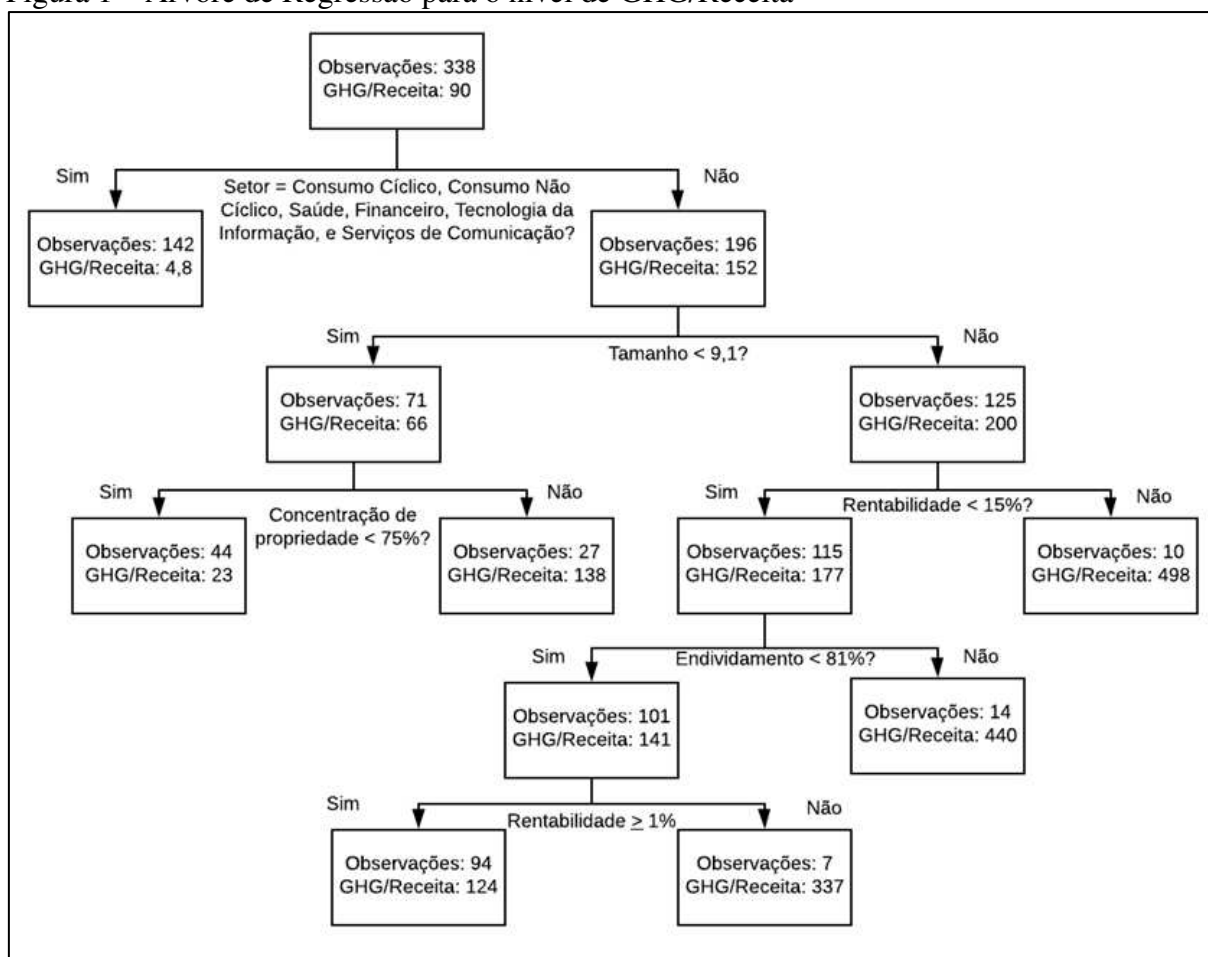 Figura 1 – Árvore de Regressão para o nível de GHG/Receita
Observações: 338
GHG/Receita: 90
Sim
Não
Setor = Consumo Cíclico, Consumo Não
Cíclico, Saúde, Financeiro, Tecnologia da
Informação, e Serviços de Comunicação?
Observações: 142
GHG/Receita: 4,8
Observações: 196
GHG/Receita: 152
Sim
Não
Tamanho < 9,1?
Observações: 71
GHG/Receita: 66
Observações: 125
GHG/Receita: 200
Sim
Não
Concentração de
propriedade < 75%?
Sim
Não
Rentabilidade < 15%?
Observações: 44
GHG/Receita: 23
Observações: 27
GHG/Receita: 138
Observações: 115
GHG/Receita: 177
Observações: 10
GHG/Receita: 498
Sim
Não
Endividamento < 81%?
Observações: 101
GHG/Receita: 141
Observações: 14
GHG/Receita: 440
Sim
Não
Rentabilidade ≥ 1%
Observações: 94
GHG/Receita: 124
Observações: 7
GHG/Receita: 337